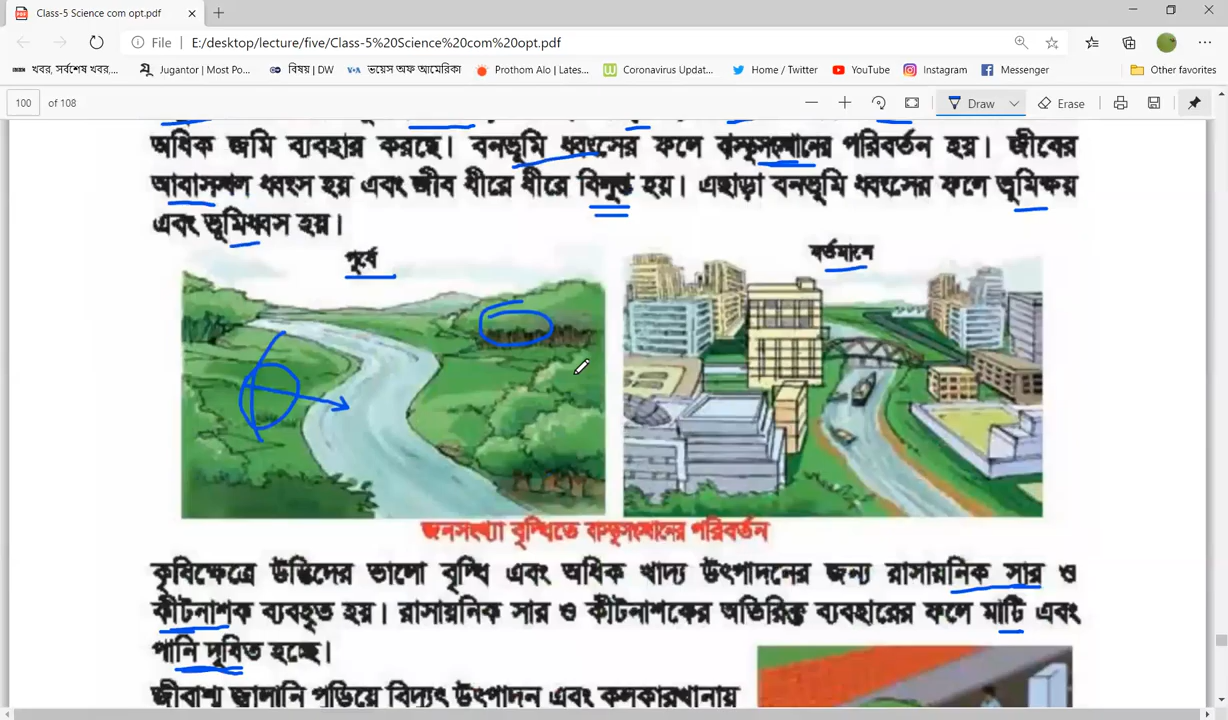 Class-5 Science com opt.pdf
File E:/desktop/lecture/five/Class-5%20Science%20com%20opt.pdf
খবর, সর্বশেষ খবর,... Jugantor | Most Po... বিষয় | DW ভয়েস অফ আমেরিকা Prothom Alo | Lates... Coronavirus Updat... Home / Twitter YouTube Instagram Messenger Other favorites
100 of 108 Draw Erase
অধিক জমি ব্যবহার করছে। বনভূমি ধ্বংসের ফলে বাস্তুসংস্থানের পরিবর্তন হয়। জীবের
আবাসস্থল ধ্বংস হয় এবং জীব ধীরে ধীরে বিলুপ্ত হয়। এছাড়া বনভূমি ধ্বংসের ফলে ভূমিক্ষয়
এবং ভূমিধ্বস হয়।
পূর্বে বর্তমানে
জনসংখ্যা বৃদ্ধিতে বাস্তুসংস্থানের পরিবর্তন
কৃষিক্ষেত্রে উদ্ভিদের ভালো বৃদ্ধি এবং অধিক খাদ্য উৎপাদনের জন্য রাসায়নিক সার ও
কীটনাশক ব্যবহৃত হয়। রাসায়নিক সার ও কীটনাশকের অতিরিক্ত ব্যবহারের ফলে মাটি এবং
পানি দূষিত হচ্ছে।
জীবাশ্ম জ্বালানি পুড়িয়ে বিদ্যুৎ উৎপাদন এবং কলকারখানায়